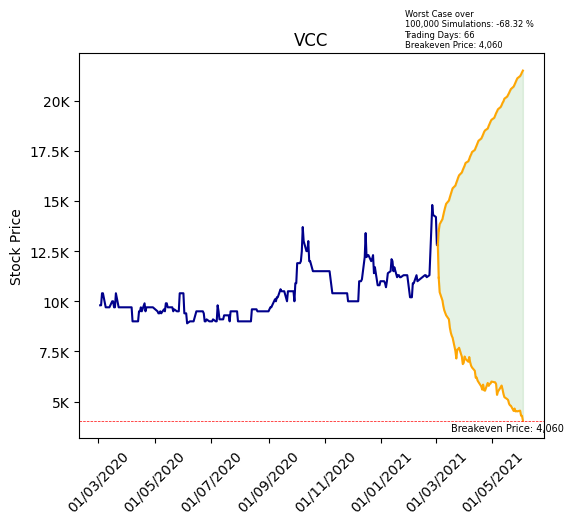 Worst Case over
100,000 Simulations: -68.32 %
Trading Days: 66
Breakeven Price: 4,060
VCC
Stock Price
20K
17.5K
15K
12.5K
10K
7.5K
5K
Breakeven Price: 4,060
01/03/2020
01/05/2020
01/07/2020
01/09/2020
01/11/2020
01/01/2021
01/03/2021
01/05/2021